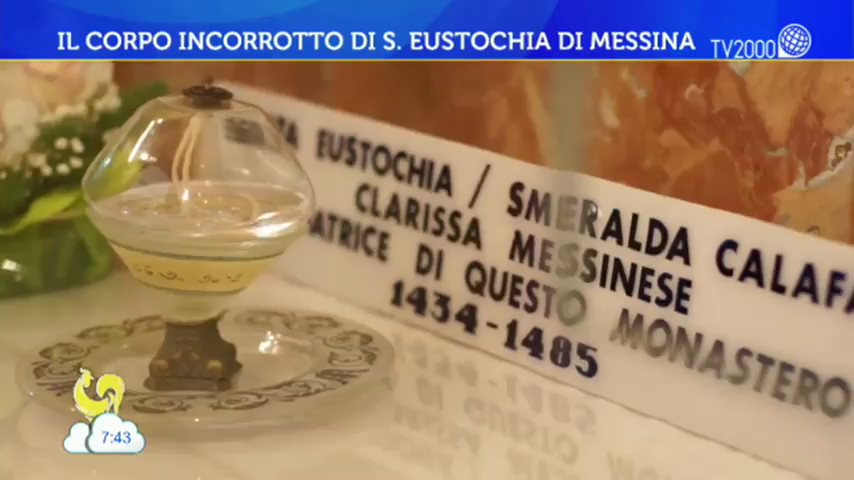 IL CORPO INCORROTTO DI S. EUSTOCHIA DI MESSINA
TV2000
EUSTOCHIA / SMERALDA
CLARISSA MESSINESE
DI QUESTO MONASTERO
1434-1485
7:43